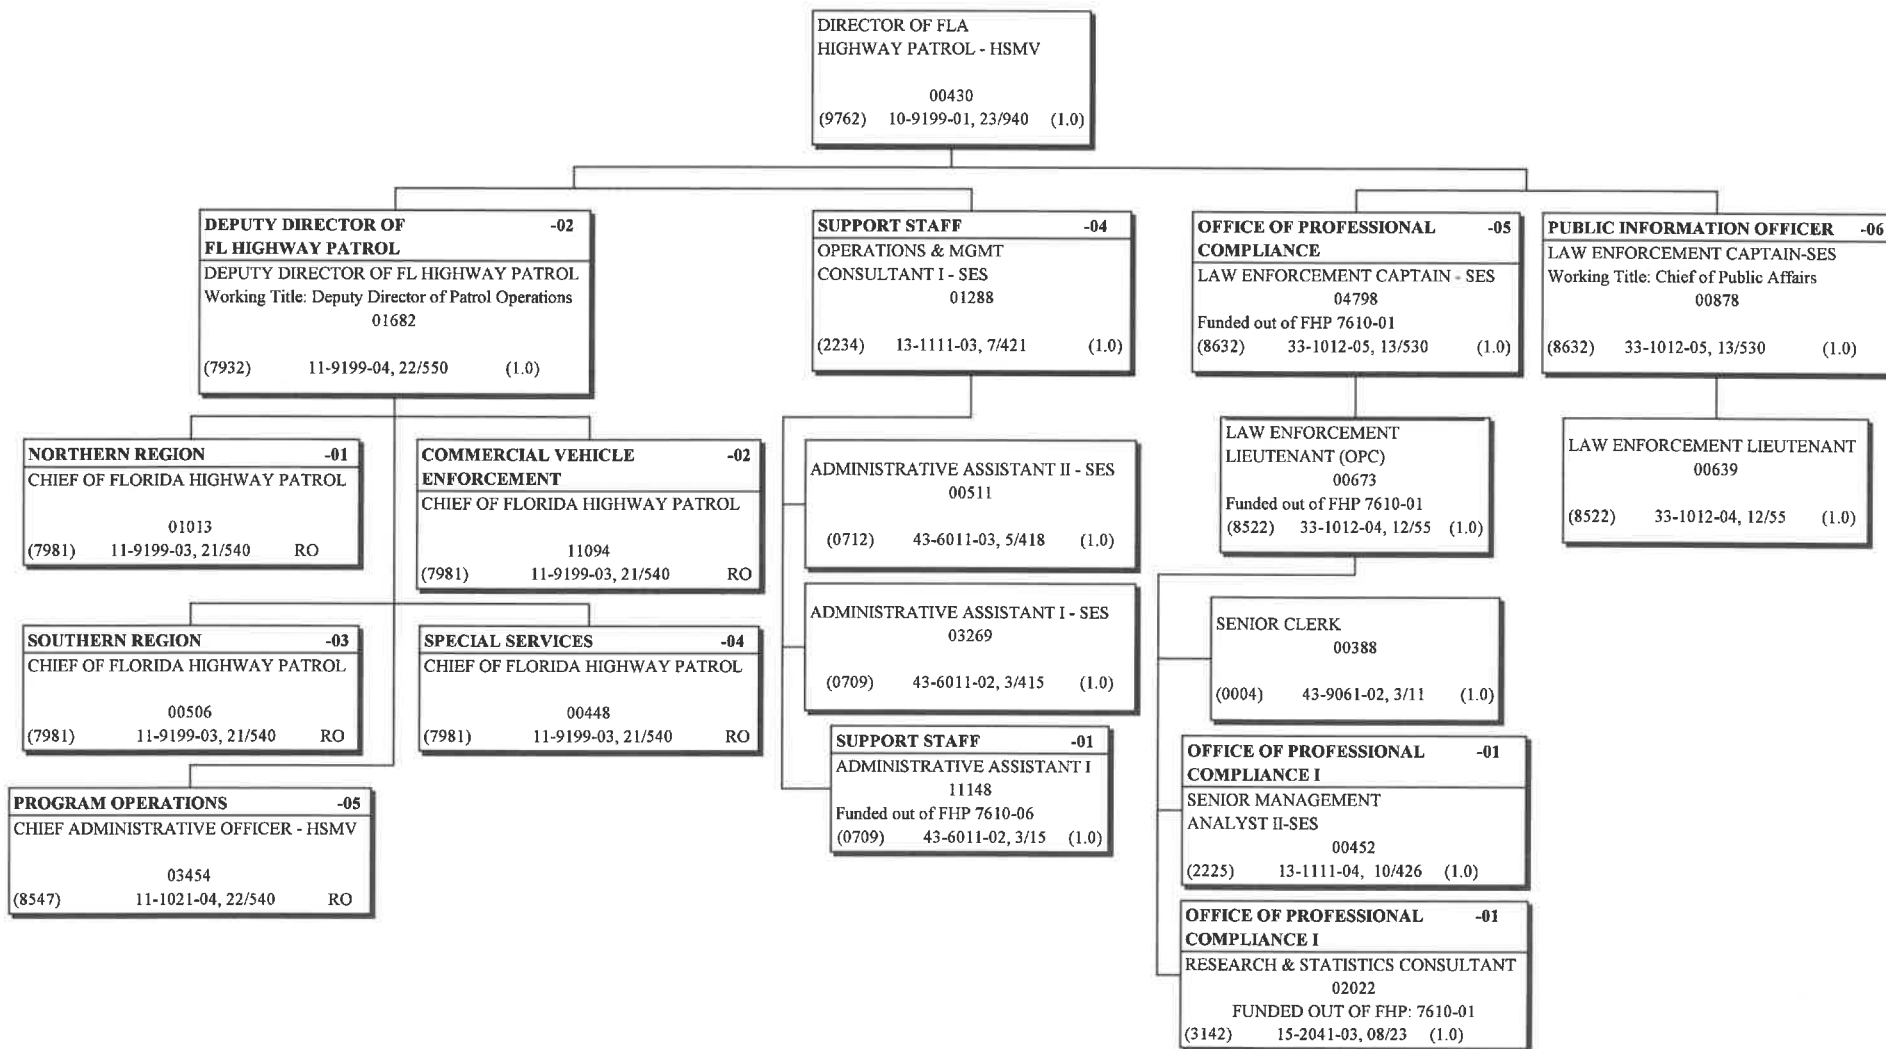 DIRECTOR OF FLA
HIGHWAY PATROL - HSMV
00430
(9762) 10-9199-01, 23/940 (1.0)
DEPUTY DIRECTOR OF -02
FL HIGHWAY PATROL
DEPUTY DIRECTOR OF FL HIGHWAY PATROL
Working Title: Deputy Director of Patrol Operations
01682
(7932) 11-9199-04, 22/550 (1.0)
SUPPORT STAFF -04
OPERATIONS & MGMT
CONSULTANT I - SES
01288
(2234) 13-1111-03, 7/421 (1.0)
OFFICE OF PROFESSIONAL -05
COMPLIANCE
LAW ENFORCEMENT CAPTAIN - SES
04798
Funded out of FHP 7610-01
(8632) 33-1012-05, 13/530 (1.0)
PUBLIC INFORMATION OFFICER -06
LAW ENFORCEMENT CAPTAIN-SES
Working Title: Chief of Public Affairs
00878
(8632) 33-1012-05, 13/530 (1.0)
NORTHERN REGION -01
CHIEF OF FLORIDA HIGHWAY PATROL
01013
(7981) 11-9199-03, 21/540 RO
COMMERCIAL VEHICLE -02
ENFORCEMENT
CHIEF OF FLORIDA HIGHWAY PATROL
11094
(7981) 11-9199-03, 21/540 RO
SOUTHERN REGION -03
CHIEF OF FLORIDA HIGHWAY PATROL
00506
(7981) 11-9199-03, 21/540 RO
SPECIAL SERVICES -04
CHIEF OF FLORIDA HIGHWAY PATROL
00448
(7981) 11-9199-03, 21/540 RO
PROGRAM OPERATIONS -05
CHIEF ADMINISTRATIVE OFFICER - HSMV
03454
(8547) 11-1021-04, 22/540 RO
ADMINISTRATIVE ASSISTANT II - SES
00511
(0712) 43-6011-03, 5/418 (1.0)
ADMINISTRATIVE ASSISTANT I - SES
03269
(0709) 43-6011-02, 3/415 (1.0)
SUPPORT STAFF -01
ADMINISTRATIVE ASSISTANT I
11148
Funded out of FHP 7610-06
(0709) 43-6011-02, 3/15 (1.0)
LAW ENFORCEMENT
LIEUTENANT (OPC)
00673
Funded out of FHP 7610-01
(8522) 33-1012-04, 12/55 (1.0)
SENIOR CLERK
00388
(0004) 43-9061-02, 3/11 (1.0)
OFFICE OF PROFESSIONAL -01
COMPLIANCE I
SENIOR MANAGEMENT
ANALYST II-SES
00452
(2225) 13-1111-04, 10/426 (1.0)
OFFICE OF PROFESSIONAL -01
COMPLIANCE I
RESEARCH & STATISTICS CONSULTANT
02022
FUNDED OUT OF FHP: 7610-01
(3142) 15-2041-03, 08/23 (1.0)
LAW ENFORCEMENT LIEUTENANT
00639
(8522) 33-1012-04, 12/55 (1.0)